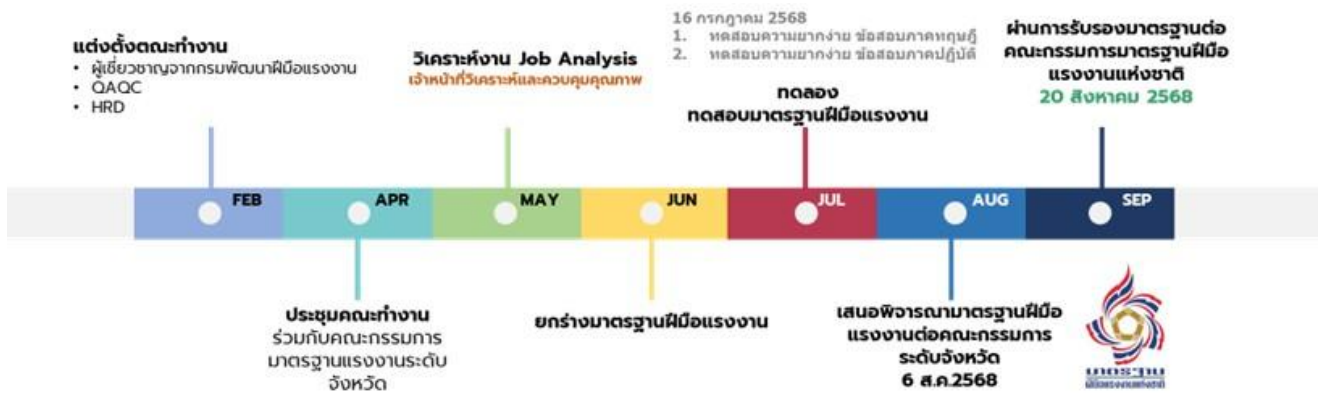 แต่งตั้งคณะทำงาน
• ผู้เชี่ยวชาญจากกรมพัฒนาฝีมือแรงงาน
• QAQC
• HRD
วิเคราะห์งาน Job Analysis
เจ้าหน้าที่วิเคราะห์และควบคุมคุณภาพ
16 กรกฎาคม 2568
1. ทดสอบความยากง่าย ข้อสอบภาคทฤษฎี
2. ทดสอบความยากง่าย ข้อสอบภาคปฏิบัติ
ทดลอง
ทดสอบมาตรฐานฝีมือแรงงาน
ผ่านการรับรองมาตรฐานต่อ
คณะกรรมการมาตรฐานฝีมือ
แรงงานแห่งชาติ
20 สิงหาคม 2568
FEB
APR
MAY
JUN
JUL
AUG
SEP
ประชุมคณะทำงาน
ร่วมกับคณะกรรมการ
มาตรฐานแรงงานระดับ
จังหวัด
ยกร่างมาตรฐานฝีมือแรงงาน
เสนอพิจารณามาตรฐานฝีมือ
แรงงานต่อคณะกรรมการ
ระดับจังหวัด
6 ส.ค.2568
มาตรฐาน
ฝีมือแรงงานแห่งชาติ